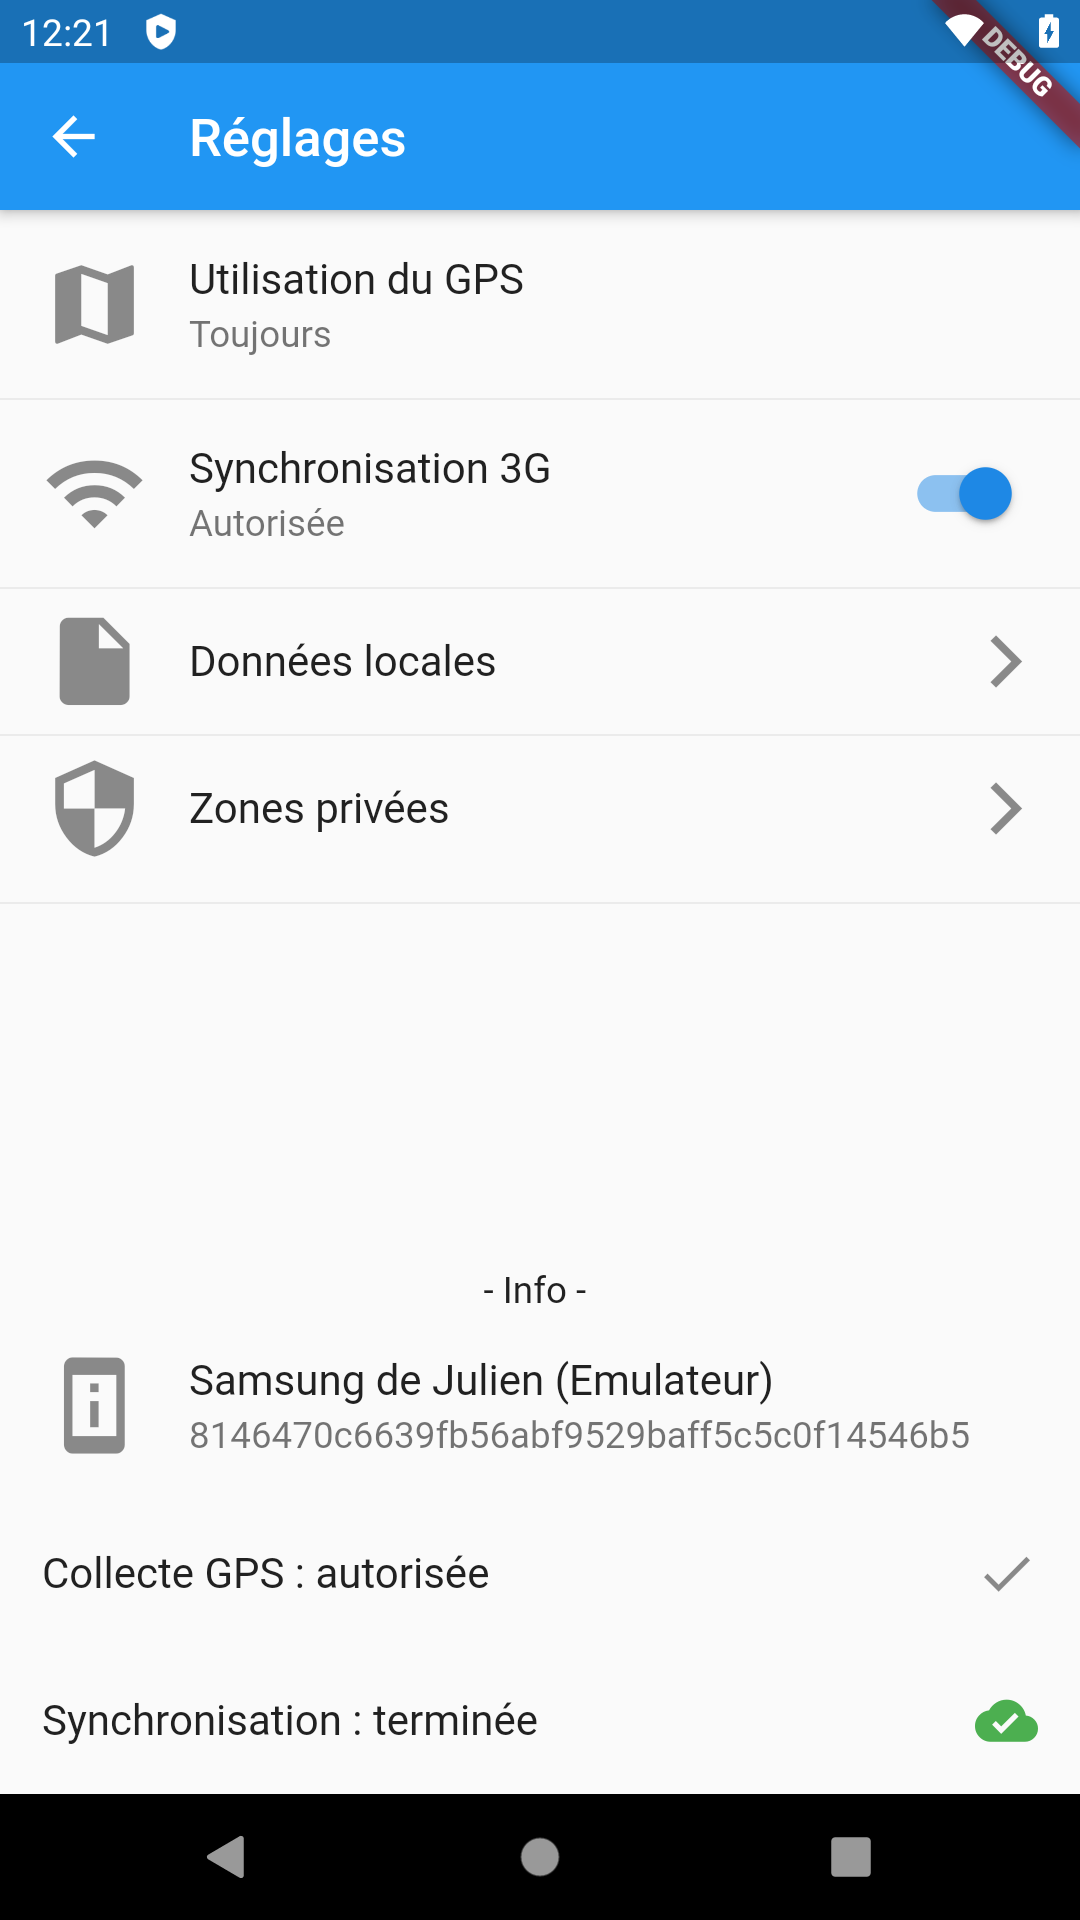 12:21
DEBUG
Réglages
Utilisation du GPS
Toujours
Synchronisation 3G
Autorisée
Données locales
Zones privées
- Info -
Samsung de Julien (Emulateur)
8146470c6639fb56abf9529baff5c5c0f14546b5
Collecte GPS : autorisée
Synchronisation : terminée